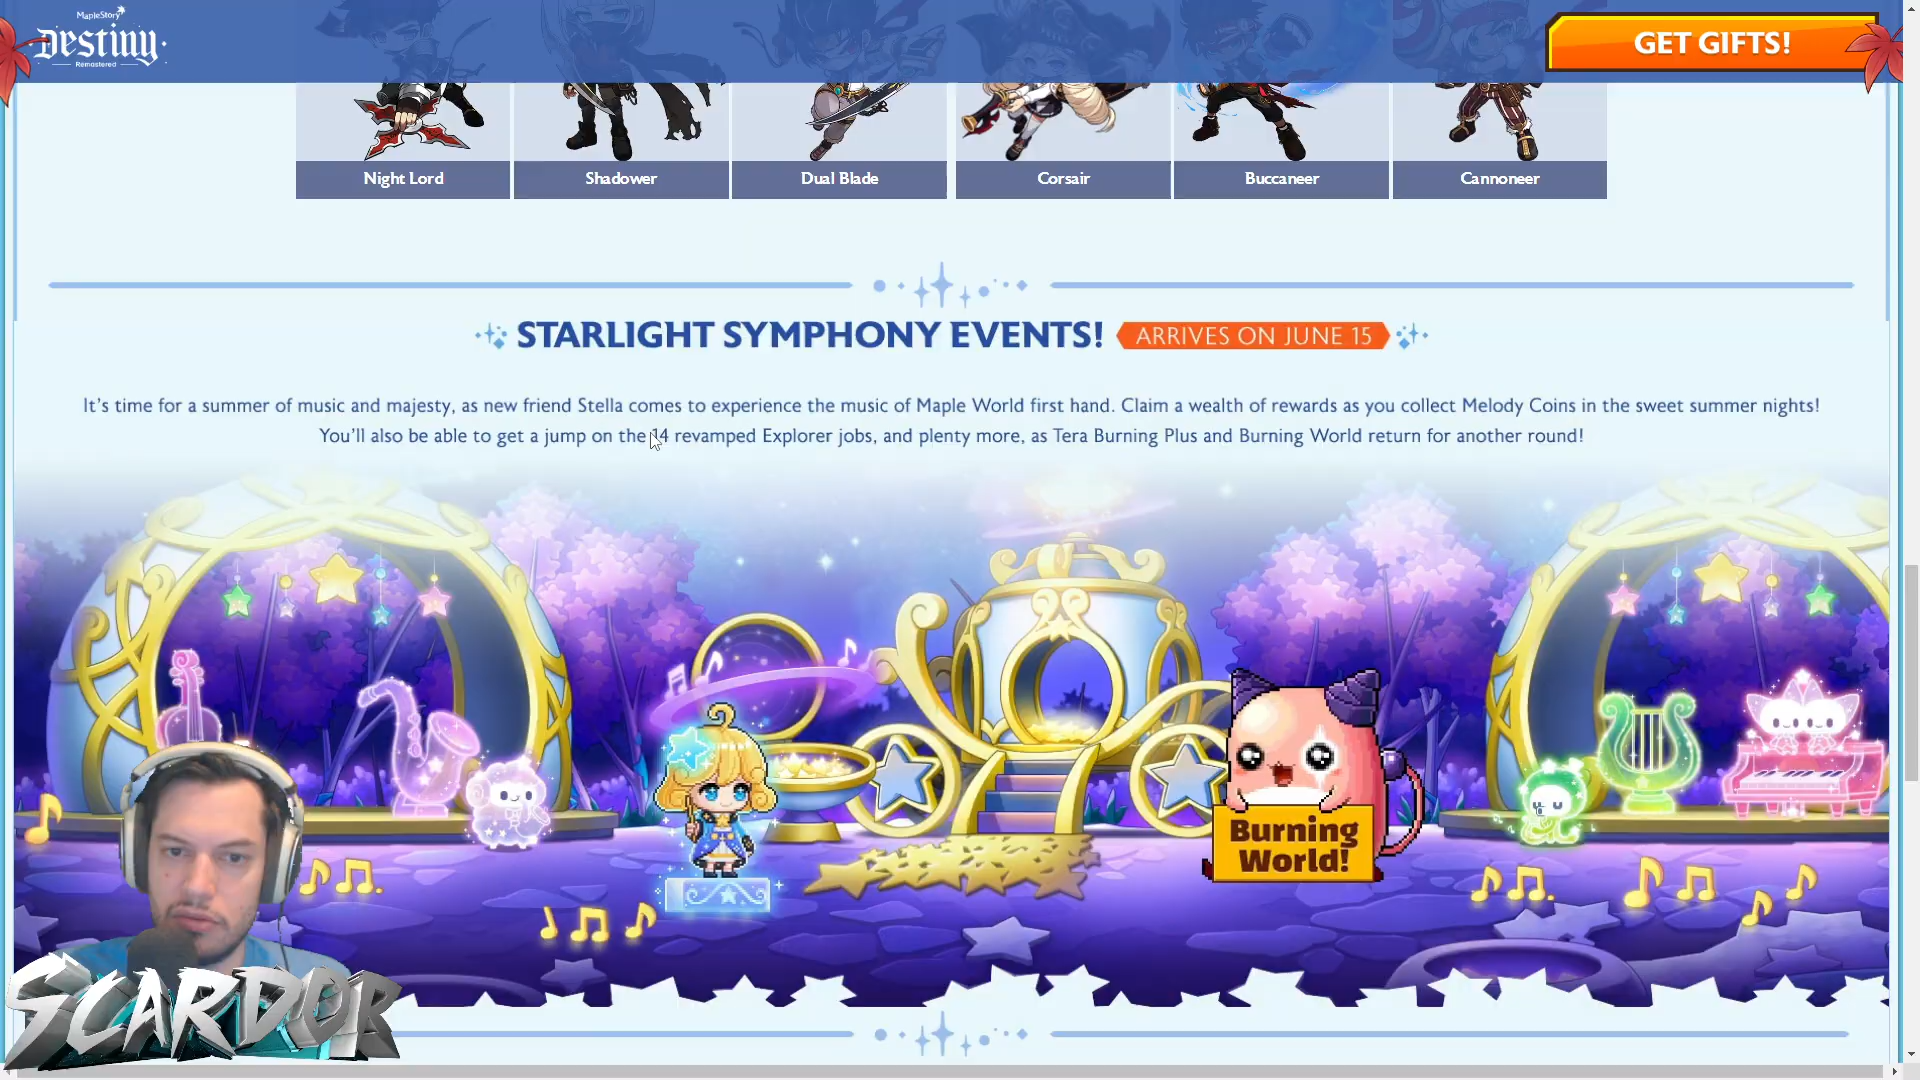 MapleStory
Destiny
Remastered
GET GIFTS!
Night Lord
Shadower
Dual Blade
Corsair
Buccaneer
Cannoneer
STARLIGHT SYMPHONY EVENTS!
ARRIVES ON JUNE 15
It's time for a summer of music and majesty, as new friend Stella comes to experience the music of Maple World first hand. Claim a wealth of rewards as you collect Melody Coins in the sweet summer nights!
You'll also be able to get a jump on the 14 revamped Explorer jobs, and plenty more, as Tera Burning Plus and Burning World return for another round!
Burning
World!
SCARDOR